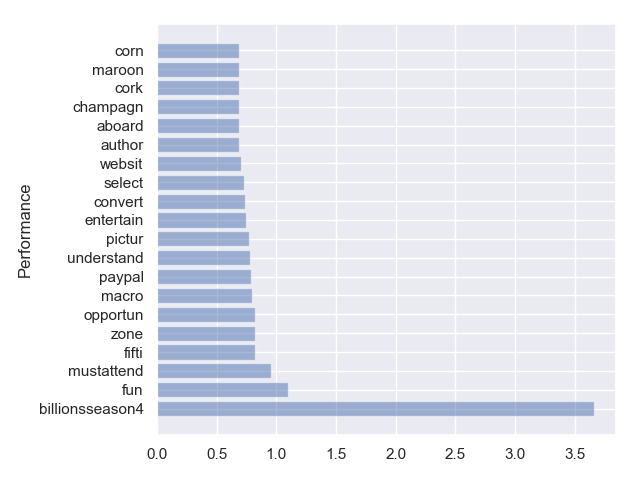 corn
maroon
cork
champagn
aboard
author
websit
select
convert
entertain
pictur
understand
paypal
macro
opportun
zone
fifti
mustattend
fun
billionsseason4
Performance
0.0 0.5 1.0 1.5 2.0 2.5 3.0 3.5